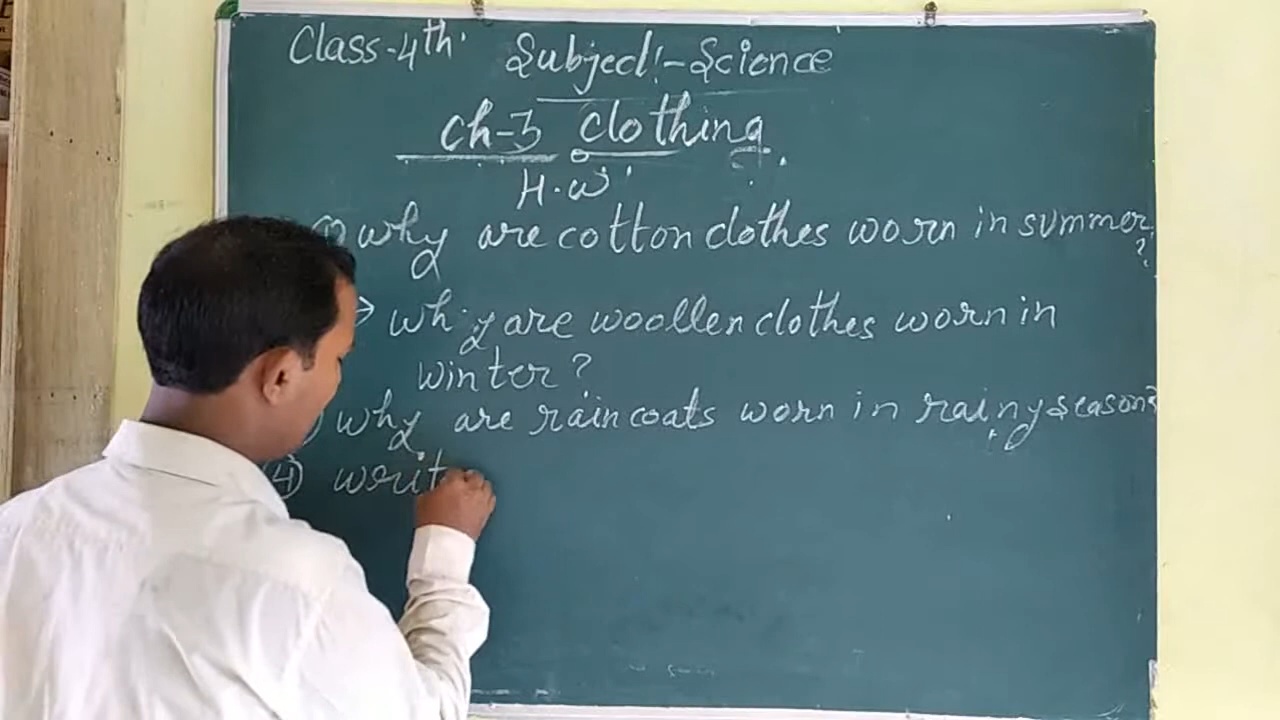 Class-4th Subject:-Science
Ch-3 clothing
H.W
1) why are cotton clothes worn in summer?
why are woollen clothes worn in
winter?
why are raincoats worn in rainy season?
(4) writ